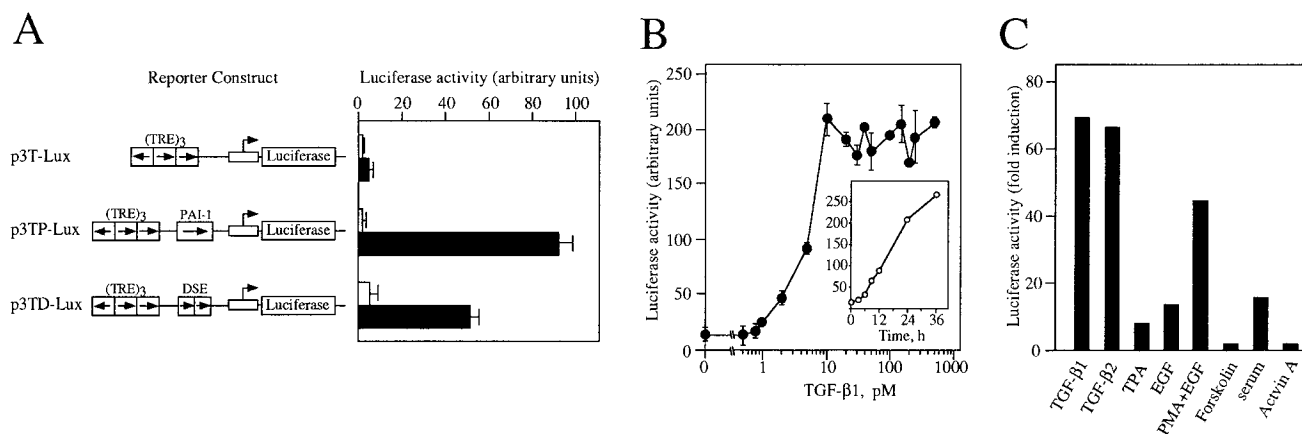 A
Reporter Construct
Luciferase activity (arbitrary units)
0 20 40 60 80 100
p3T-Lux
(TRE)3
Luciferase
p3TP-Lux
(TRE)3
PAI-1
Luciferase
p3TD-Lux
(TRE)3
DSE
Luciferase
B
Luciferase activity (arbitrary units)
250
200
150
100
50
0
0 1 10 100 1000
TGF-β1, pM
250
200
150
100
50
0 12 24 36
Time, h
C
Luciferase activity (fold induction)
80
60
40
20
0
TGF-β1
TGF-β2
TPA
EGF
PMA+EGF
Forskolin
serum
Actvin A